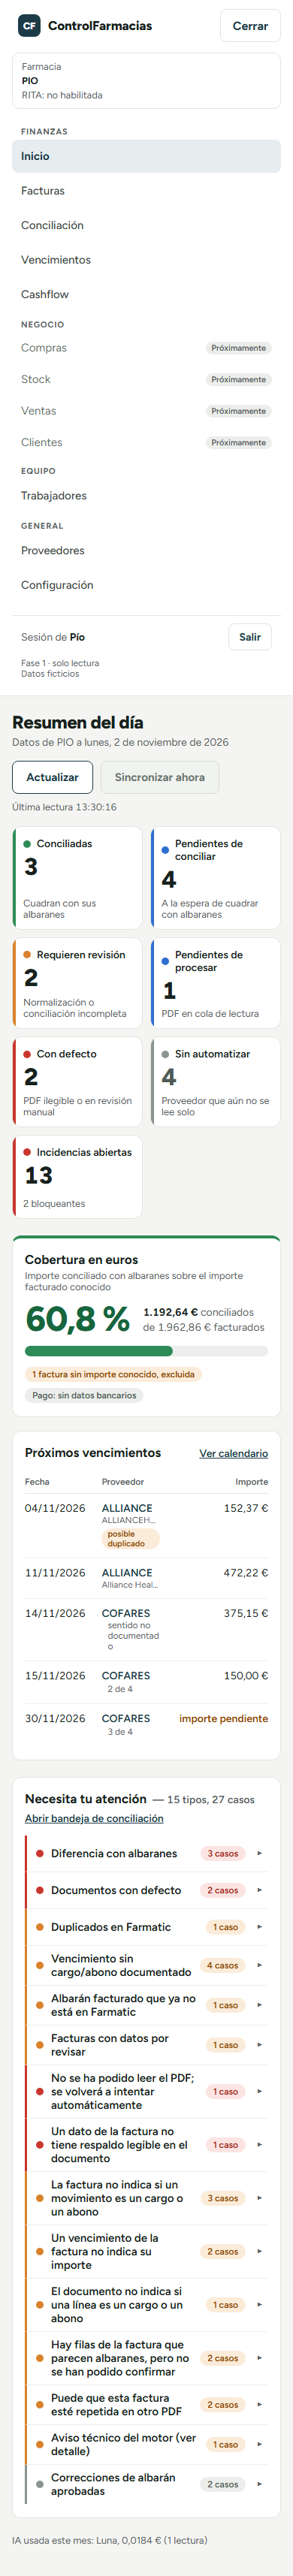 CF ControlFarmacias
Cerrar
Farmacia
PIO
RITA: no habilitada
FINANZAS
Inicio
Facturas
Conciliación
Vencimientos
Cashflow
NEGOCIO
Compras Próximamente
Stock Próximamente
Ventas Próximamente
Clientes Próximamente
EQUIPO
Trabajadores
GENERAL
Proveedores
Configuración
Sesión de Pío
Salir
Fase 1 · solo lectura
Datos ficticios
Resumen del día
Datos de PIO a lunes, 2 de noviembre de 2026
Actualizar
Sincronizar ahora
Última lectura 13:30:16
Conciliadas
3
Cuadran con sus
albaranes
Pendientes de
conciliar
4
A la espera de cuadrar
con albaranes
Requieren revisión
2
Normalización o
conciliación incompleta
Pendientes de
procesar
1
PDF en cola de lectura
Con defecto
2
PDF ilegible o en revisión
manual
Sin automatizar
4
Proveedor que aún no se
lee solo
Incidencias abiertas
13
2 bloqueantes
Cobertura en euros
Importe conciliado con albaranes sobre el importe
facturado conocido
60,8 %
1.192,64 € conciliados
de 1.962,86 € facturados
1 factura sin importe conocido, excluida
Pago: sin datos bancarios
Próximos vencimientos
Ver calendario
Fecha Proveedor Importe
04/11/2026 ALLIANCE 152,37 €
ALLIANCEH...
posible
duplicado
11/11/2026 ALLIANCE 472,22 €
Alliance Heal...
14/11/2026 COFARES 375,15 €
sentido no
documentad
o
15/11/2026 COFARES 150,00 €
2 de 4
30/11/2026 COFARES importe pendiente
3 de 4
Necesita tu atención — 15 tipos, 27 casos
Abrir bandeja de conciliación
Diferencia con albaranes 3 casos
Documentos con defecto 2 casos
Duplicados en Farmatic 1 caso
Vencimiento sin
cargo/abono documentado 4 casos
Albarán facturado que ya no
está en Farmatic 1 caso
Facturas con datos por
revisar 1 caso
No se ha podido leer el PDF;
se volverá a intentar
automáticamente 1 caso
Un dato de la factura no
tiene respaldo legible en el
documento 1 caso
La factura no indica si un
movimiento es un cargo o
un abono 3 casos
Un vencimiento de la
factura no indica su
importe 2 casos
El documento no indica si
una línea es un cargo o un
abono 1 caso
Hay filas de la factura que
parecen albaranes, pero no
se han podido confirmar 2 casos
Puede que esta factura
esté repetida en otro PDF 2 casos
Aviso técnico del motor (ver
detalle) 1 caso
Correcciones de albarán
aprobadas 2 casos
IA usada este mes: Luna, 0,0184 € (1 lectura)